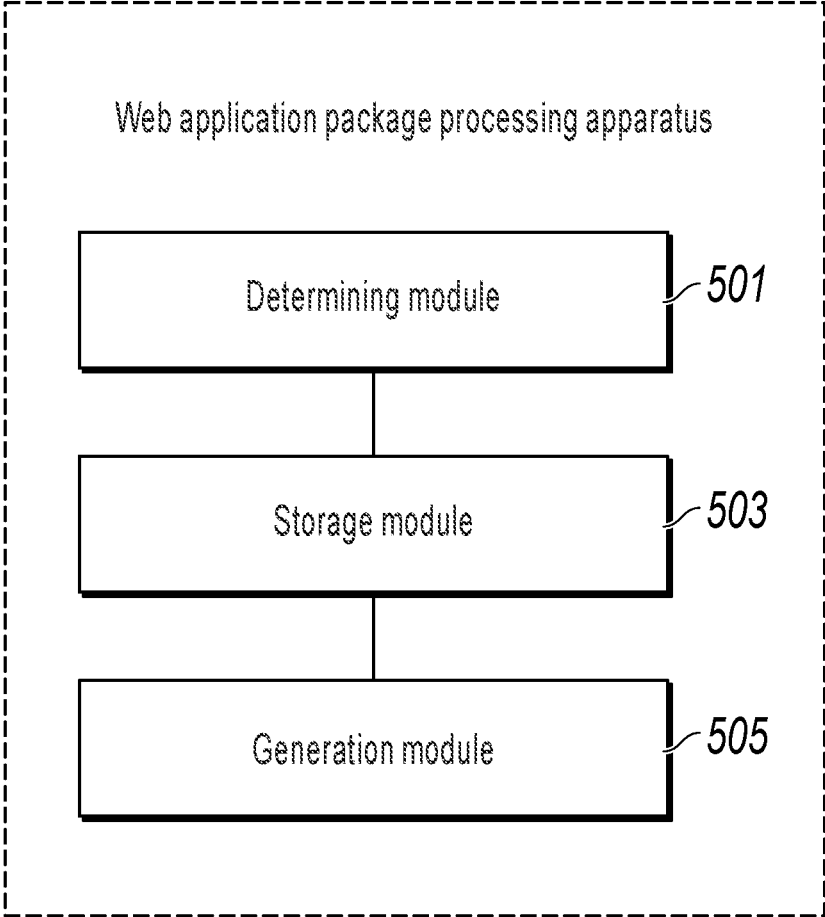 Web application package processing apparatus
Determining module
501
Storage module
503
Generation module
505